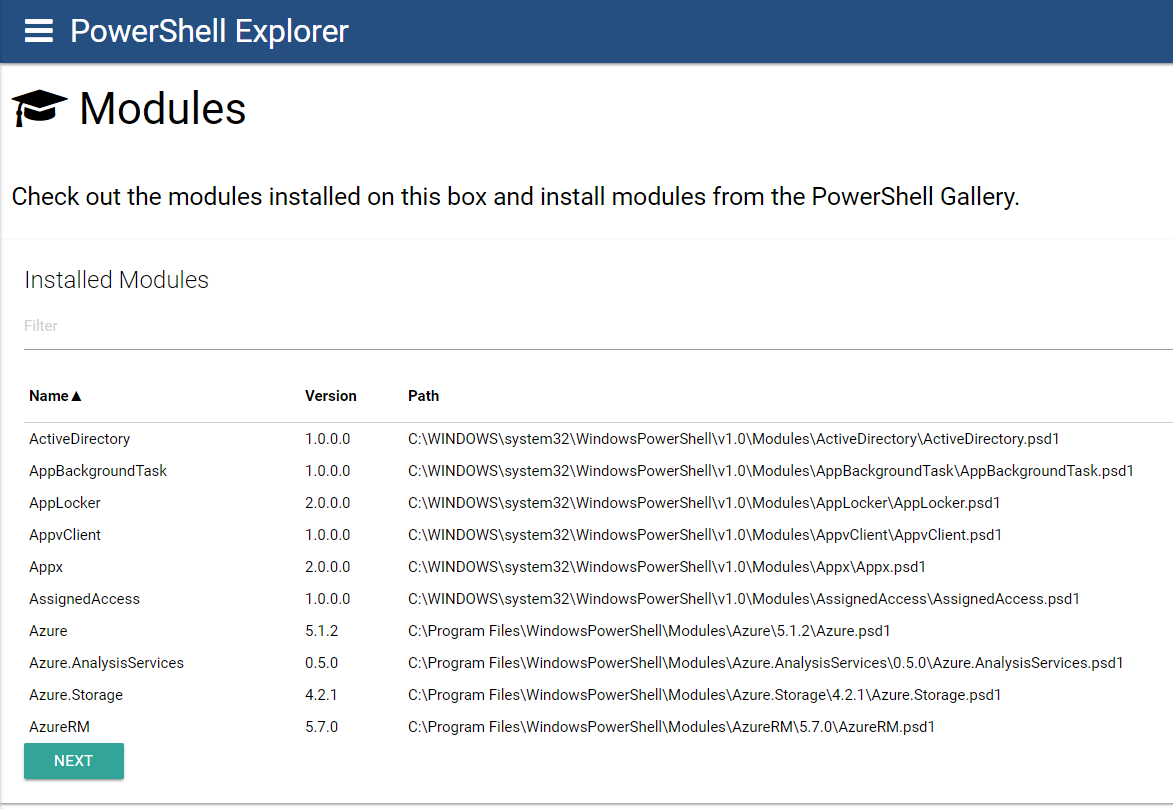 PowerShell Explorer
Modules
Check out the modules installed on this box and install modules from the PowerShell Gallery.
Installed Modules
Filter
Name▲ Version Path
ActiveDirectory 1.0.0.0 C:\WINDOWS\system32\WindowsPowerShell\v1.0\Modules\ActiveDirectory\ActiveDirectory.psd1
AppBackgroundTask 1.0.0.0 C:\WINDOWS\system32\WindowsPowerShell\v1.0\Modules\AppBackgroundTask\AppBackgroundTask.psd1
AppLocker 2.0.0.0 C:\WINDOWS\system32\WindowsPowerShell\v1.0\Modules\AppLocker\AppLocker.psd1
AppvClient 1.0.0.0 C:\WINDOWS\system32\WindowsPowerShell\v1.0\Modules\AppvClient\AppvClient.psd1
Appx 2.0.0.0 C:\WINDOWS\system32\WindowsPowerShell\v1.0\Modules\Appx\Appx.psd1
AssignedAccess 1.0.0.0 C:\WINDOWS\system32\WindowsPowerShell\v1.0\Modules\AssignedAccess\AssignedAccess.psd1
Azure 5.1.2 C:\Program Files\WindowsPowerShell\Modules\Azure\5.1.2\Azure.psd1
Azure.AnalysisServices 0.5.0 C:\Program Files\WindowsPowerShell\Modules\Azure.AnalysisServices\0.5.0\Azure.AnalysisServices.psd1
Azure.Storage 4.2.1 C:\Program Files\WindowsPowerShell\Modules\Azure.Storage\4.2.1\Azure.Storage.psd1
AzureRM 5.7.0 C:\Program Files\WindowsPowerShell\Modules\AzureRM\5.7.0\AzureRM.psd1
NEXT